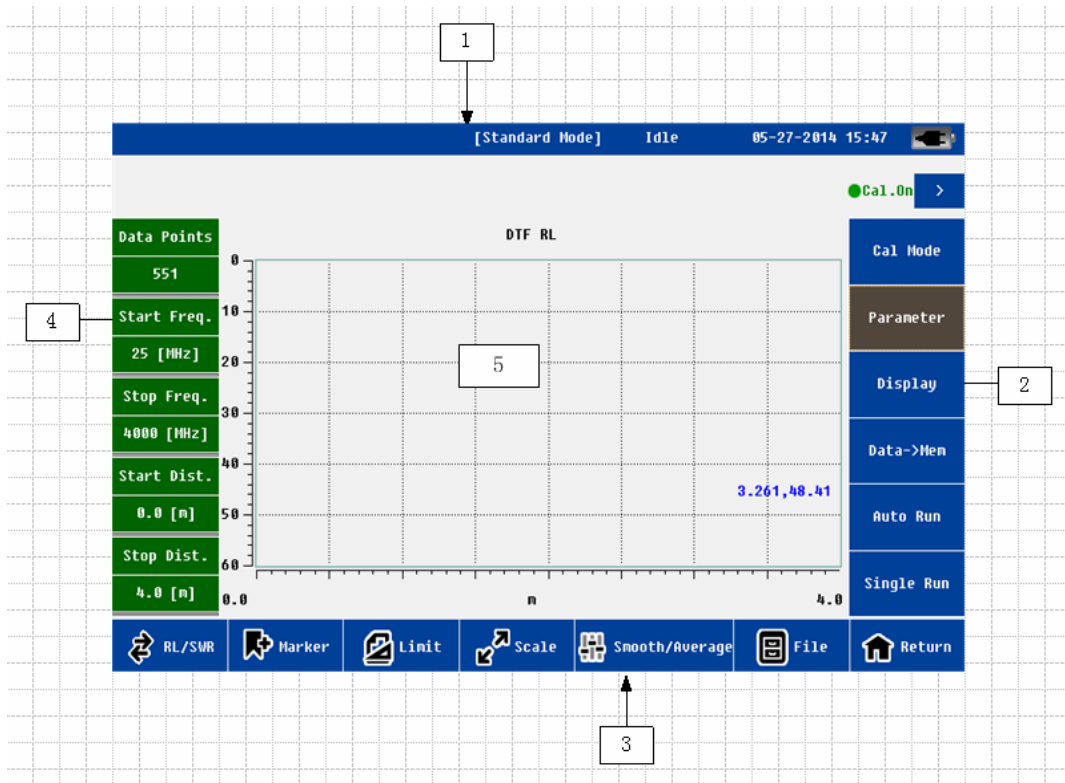 1
[Standard Mode] Idle 05-27-2014 15:47
Cal.On >
Data Points
551
Start Freq.
25 [MHz]
Stop Freq.
4000 [MHz]
Start Dist.
0.0 [m]
Stop Dist.
4.0 [m]
4
DTF RL
0
10
20
30
40
50
60
5
3.261,48.41
0.0 m 4.0
Cal Mode
Parameter
Display
Data->Mem
Auto Run
Single Run
2
RL/SWR Marker Limit Scale Smooth/Average File Return
3